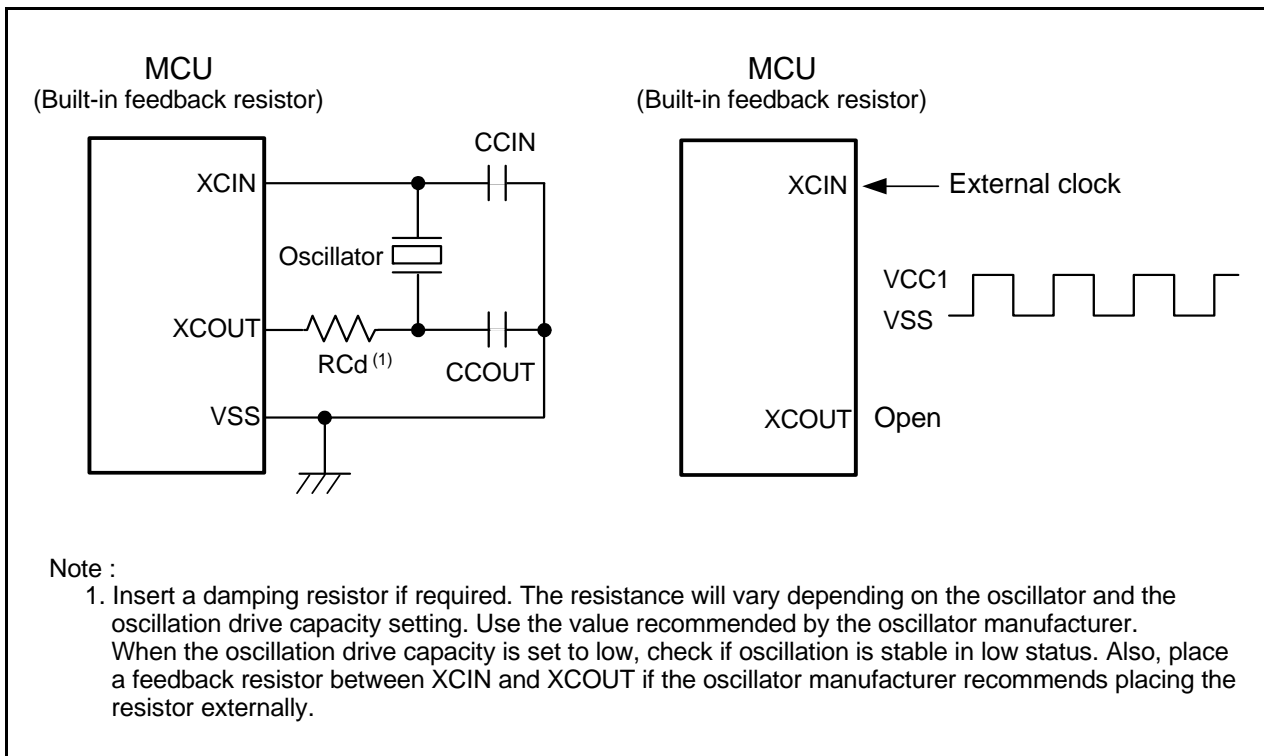 MCU
(Built-in feedback resistor)
XCIN
CCIN
Oscillator
XCOUT
RCd (1)
CCOUT
VSS
MCU
(Built-in feedback resistor)
XCIN
External clock
VCC1
VSS
XCOUT
Open
Note :
1. Insert a damping resistor if required. The resistance will vary depending on the oscillator and the
oscillation drive capacity setting. Use the value recommended by the oscillator manufacturer.
When the oscillation drive capacity is set to low, check if oscillation is stable in low status. Also, place
a feedback resistor between XCIN and XCOUT if the oscillator manufacturer recommends placing the
resistor externally.